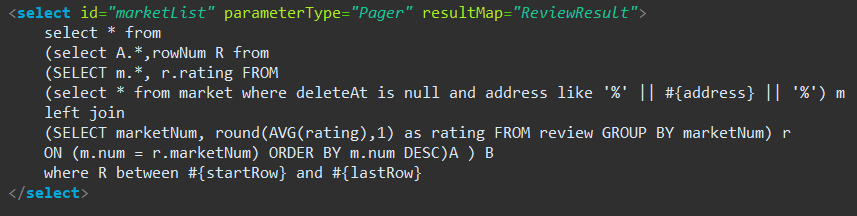 <select id="marketList" parameterType="Pager" resultMap="ReviewResult">
select * from
(select A.*,rowNum R from
(SELECT m.*, r.rating FROM
(select * from market where deleteAt is null and address like '%' || #{address} || '%') m
left join
(SELECT marketNum, round(AVG(rating),1) as rating FROM review GROUP BY marketNum) r
ON (m.num = r.marketNum) ORDER BY m.num DESC)A ) B
where R between #{startRow} and #{lastRow}
</select>